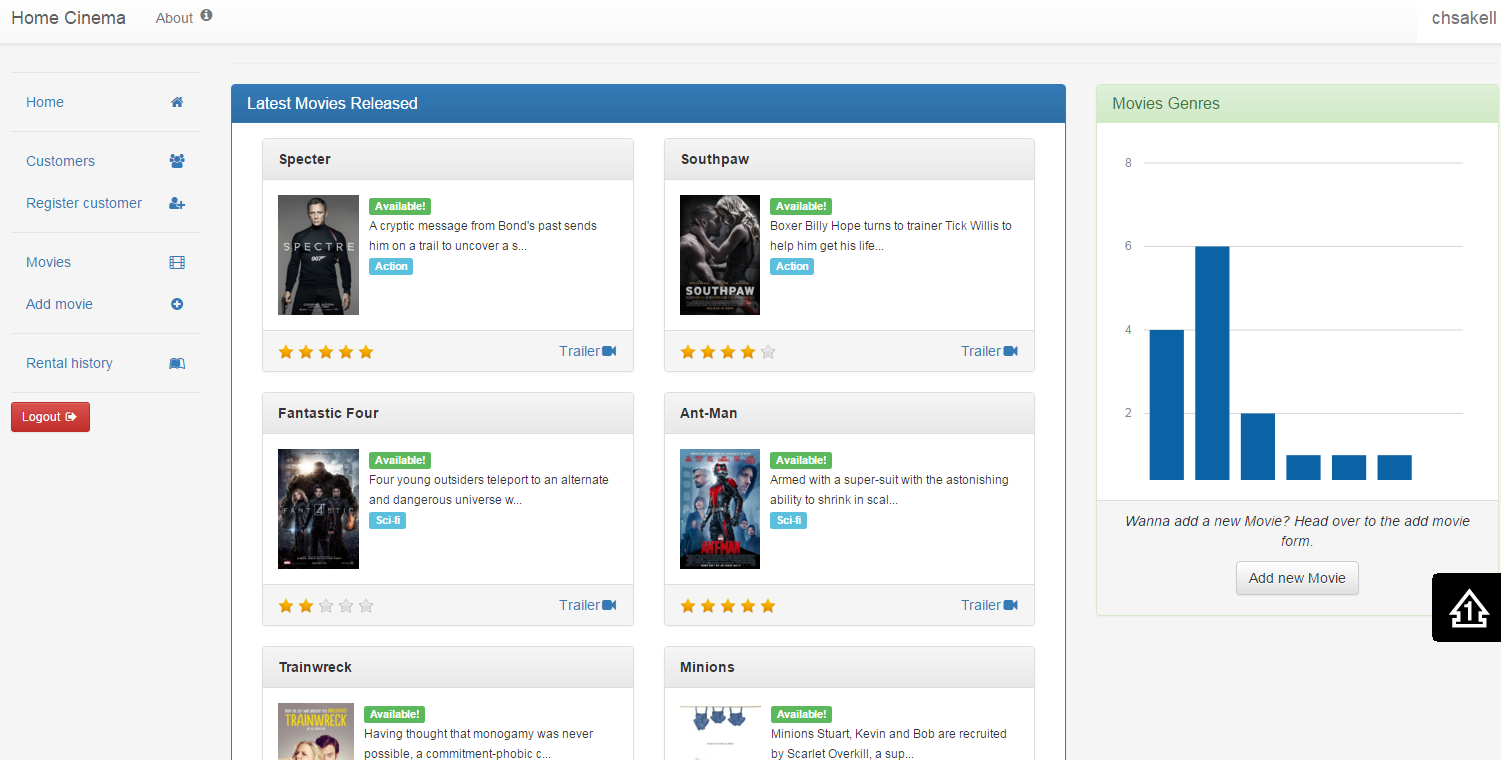 Home Cinema
About
chsakell
Home
Customers
Register customer
Movies
Add movie
Rental history
Logout
Latest Movies Released
Specter
SPECTRE
007
Available!
A cryptic message from Bond's past sends
him on a trail to uncover a s...
Action
Trailer
Southpaw
SOUTHPAW
Available!
Boxer Billy Hope turns to trainer Tick Willis to
help him get his life...
Action
Trailer
Fantastic Four
FANT4STIC
Available!
Four young outsiders teleport to an alternate
and dangerous universe w...
Sci-fi
Trailer
Ant-Man
ANT-MAN
Available!
Armed with a super-suit with the astonishing
ability to shrink in scal...
Sci-fi
Trailer
Trainwreck
TRAINWRECK
Available!
Having thought that monogamy was never
possible, a commitment-phobic c...
Minions
Available!
Minions Stuart, Kevin and Bob are recruited
by Scarlet Overkill, a sup...
Movies Genres
8
6
4
2
Wanna add a new Movie? Head over to the add movie
form.
Add new Movie
1